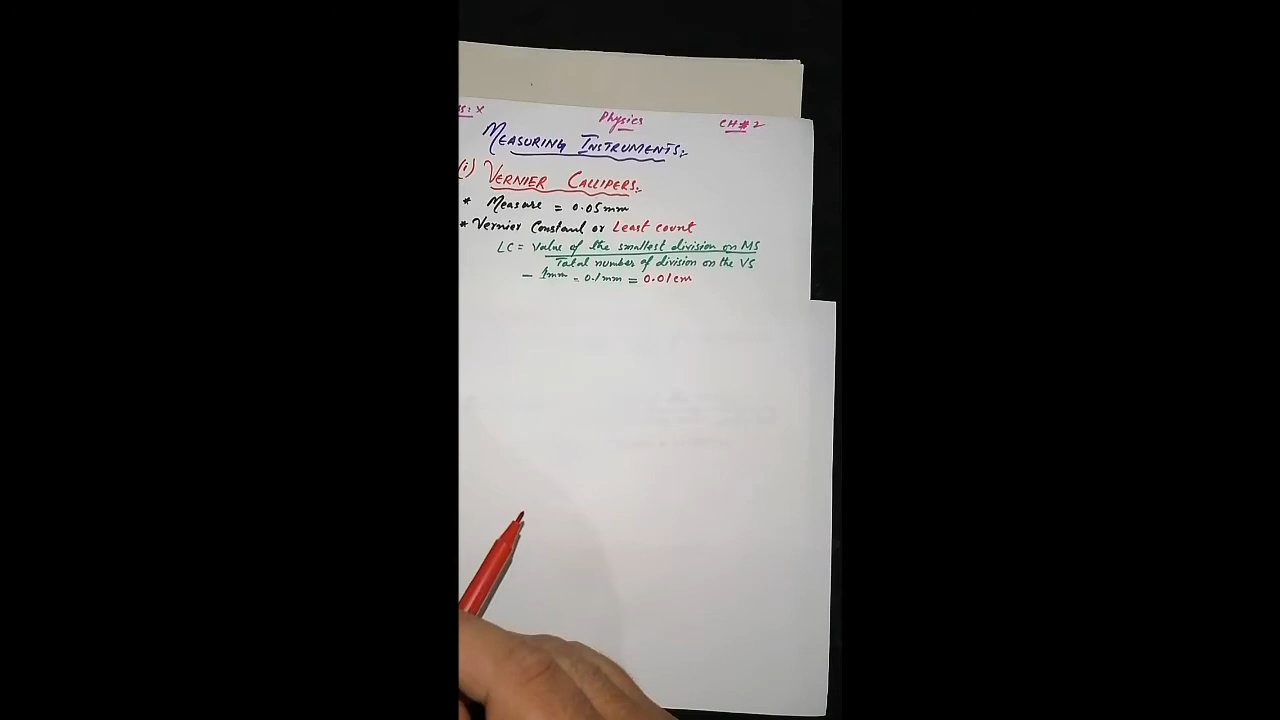 ss: X Physics CH#2
MEASURING INSTRUMENTS:
(i) VERNIER CALLIPERS:
* Measure = 0.05mm
* Vernier Constant or Least count
LC = Value of the smallest division on MS
Total number of division on the VS
- 1mm = 0.1mm = 0.01cm